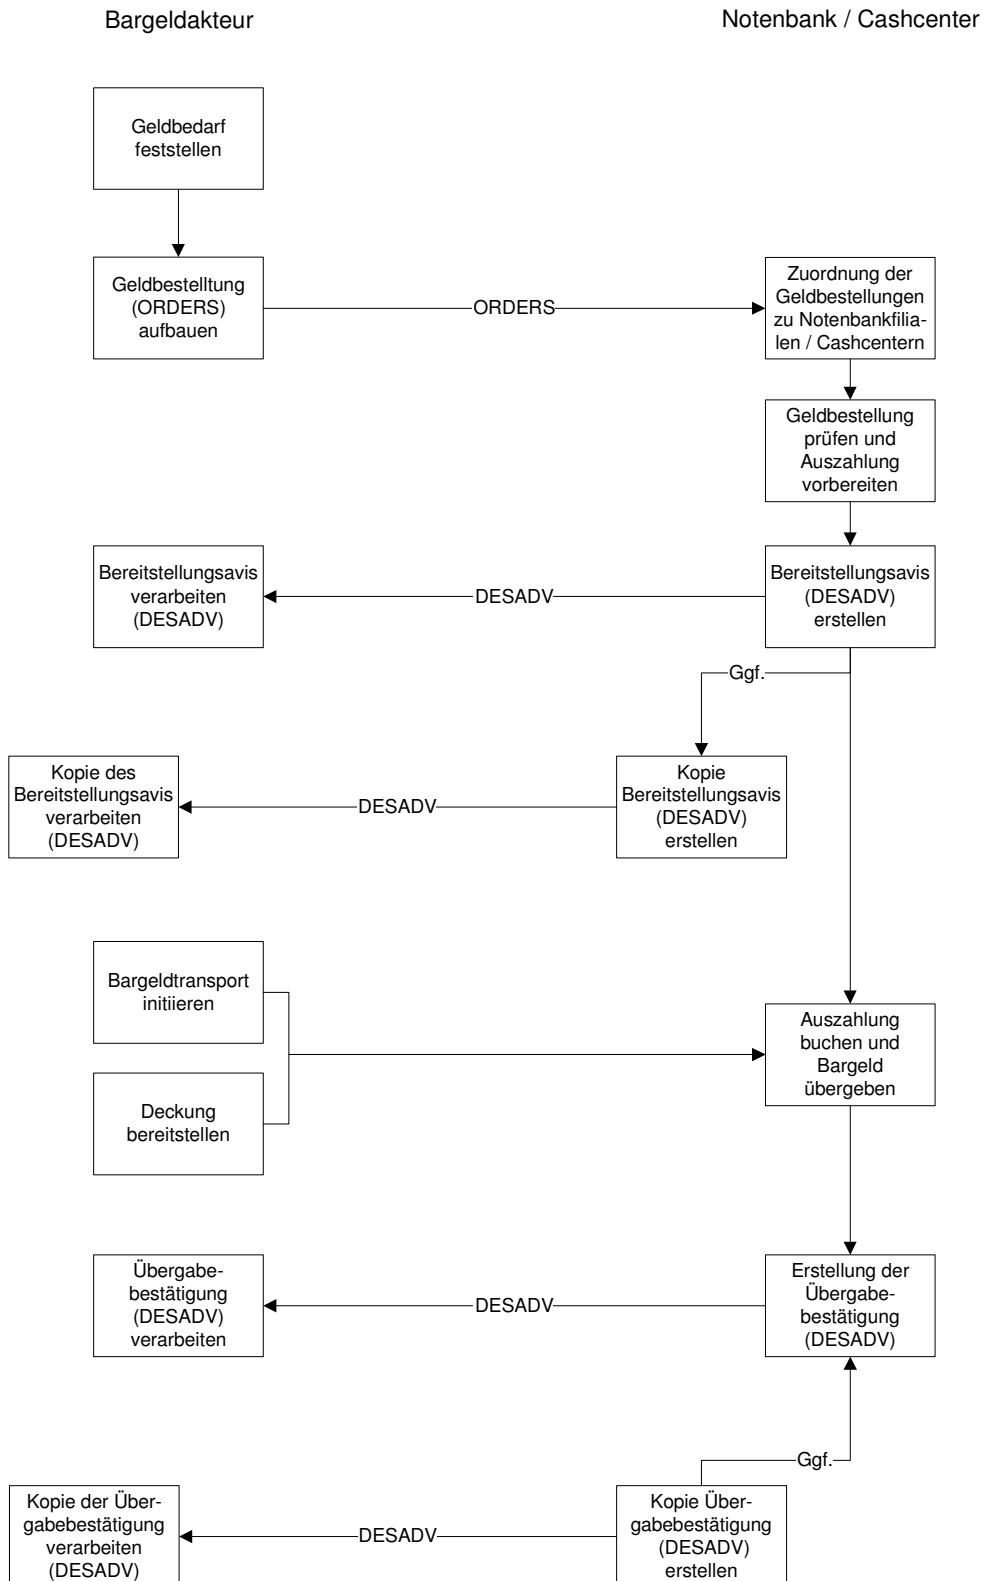 Bargeldakteur
Notenbank / Cashcenter
Geldbedarf
feststellen
Geldbestelltung
(ORDERS)
aufbauen
ORDERS
Zuordnung der
Geldbestellungen
zu Notenbankfilia-
len / Cashcentern
Geldbestellung
prüfen und
Auszahlung
vorbereiten
Bereitstellungsavis
verarbeiten
(DESADV)
DESADV
Bereitstellungsavis
(DESADV)
erstellen
Ggf.
Kopie des
Bereitstellungsavis
verarbeiten
(DESADV)
DESADV
Kopie
Bereitstellungsavis
(DESADV)
erstellen
Bargeldtransport
initiieren
Auszahlung
buchen und
Bargeld
übergeben
Deckung
bereitstellen
Übergabe-
bestätigung
(DESADV)
verarbeiten
DESADV
Erstellung der
Übergabe-
bestätigung
(DESADV)
Ggf.
Kopie der Über-
gabebestätigung
verarbeiten
(DESADV)
DESADV
Kopie Über-
gabebestätigung
(DESADV)
erstellen